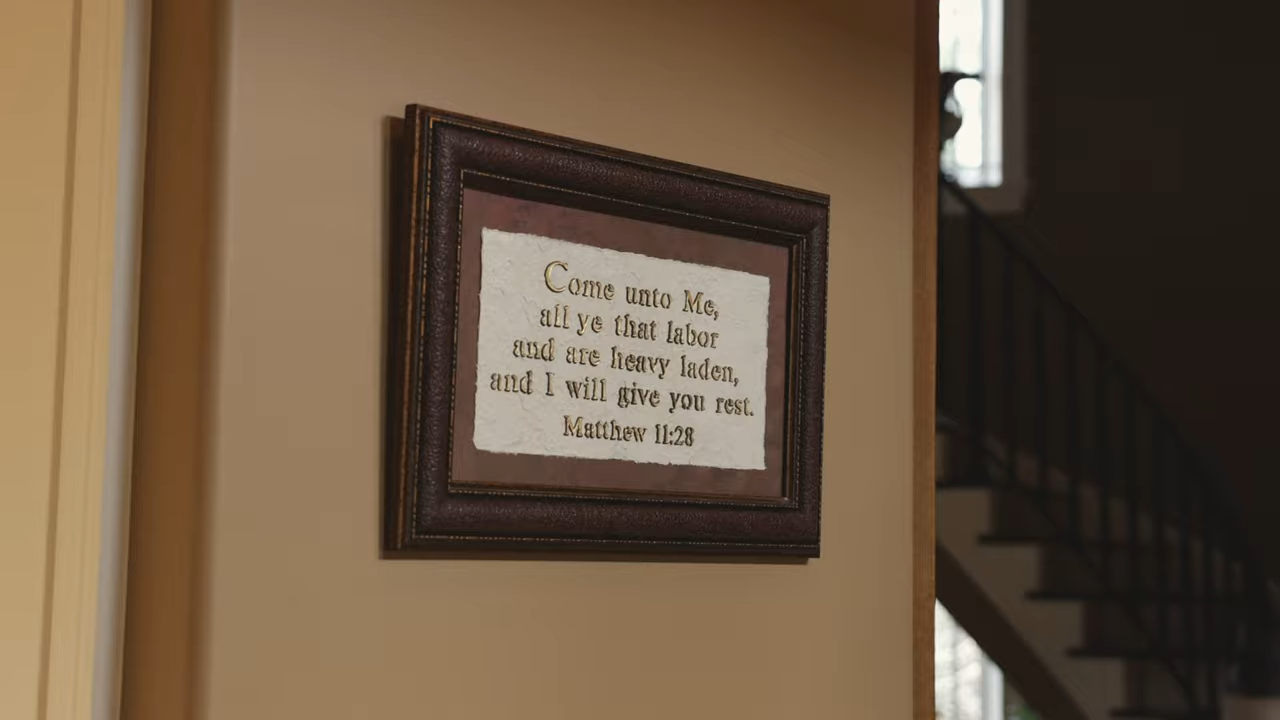 Come unto Me,
all ye that labor
and are heavy laden,
and I will give you rest.
Matthew 11:28